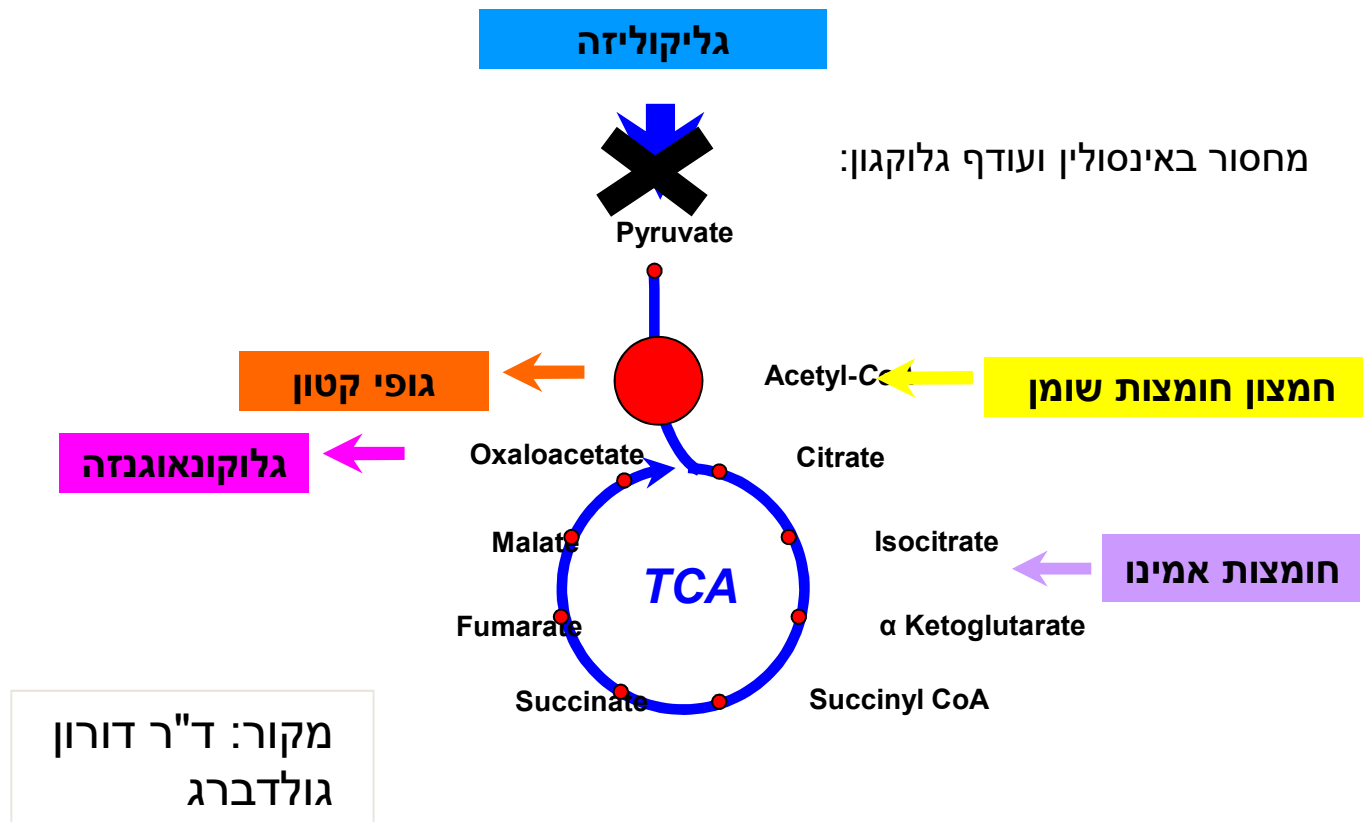 גליקוליזה
מחסור באינסולין ועודף גלוקגון:
Pyruvate
גופי קטון
Acetyl-CoA
חמצון חומצות שומן
גלוקונאוגנזה
Oxaloacetate
Citrate
Malate
Isocitrate
TCA
חומצות אמינו
Fumarate
α Ketoglutarate
Succinate
Succinyl CoA
מקור: ד"ר דורון
גולדברג